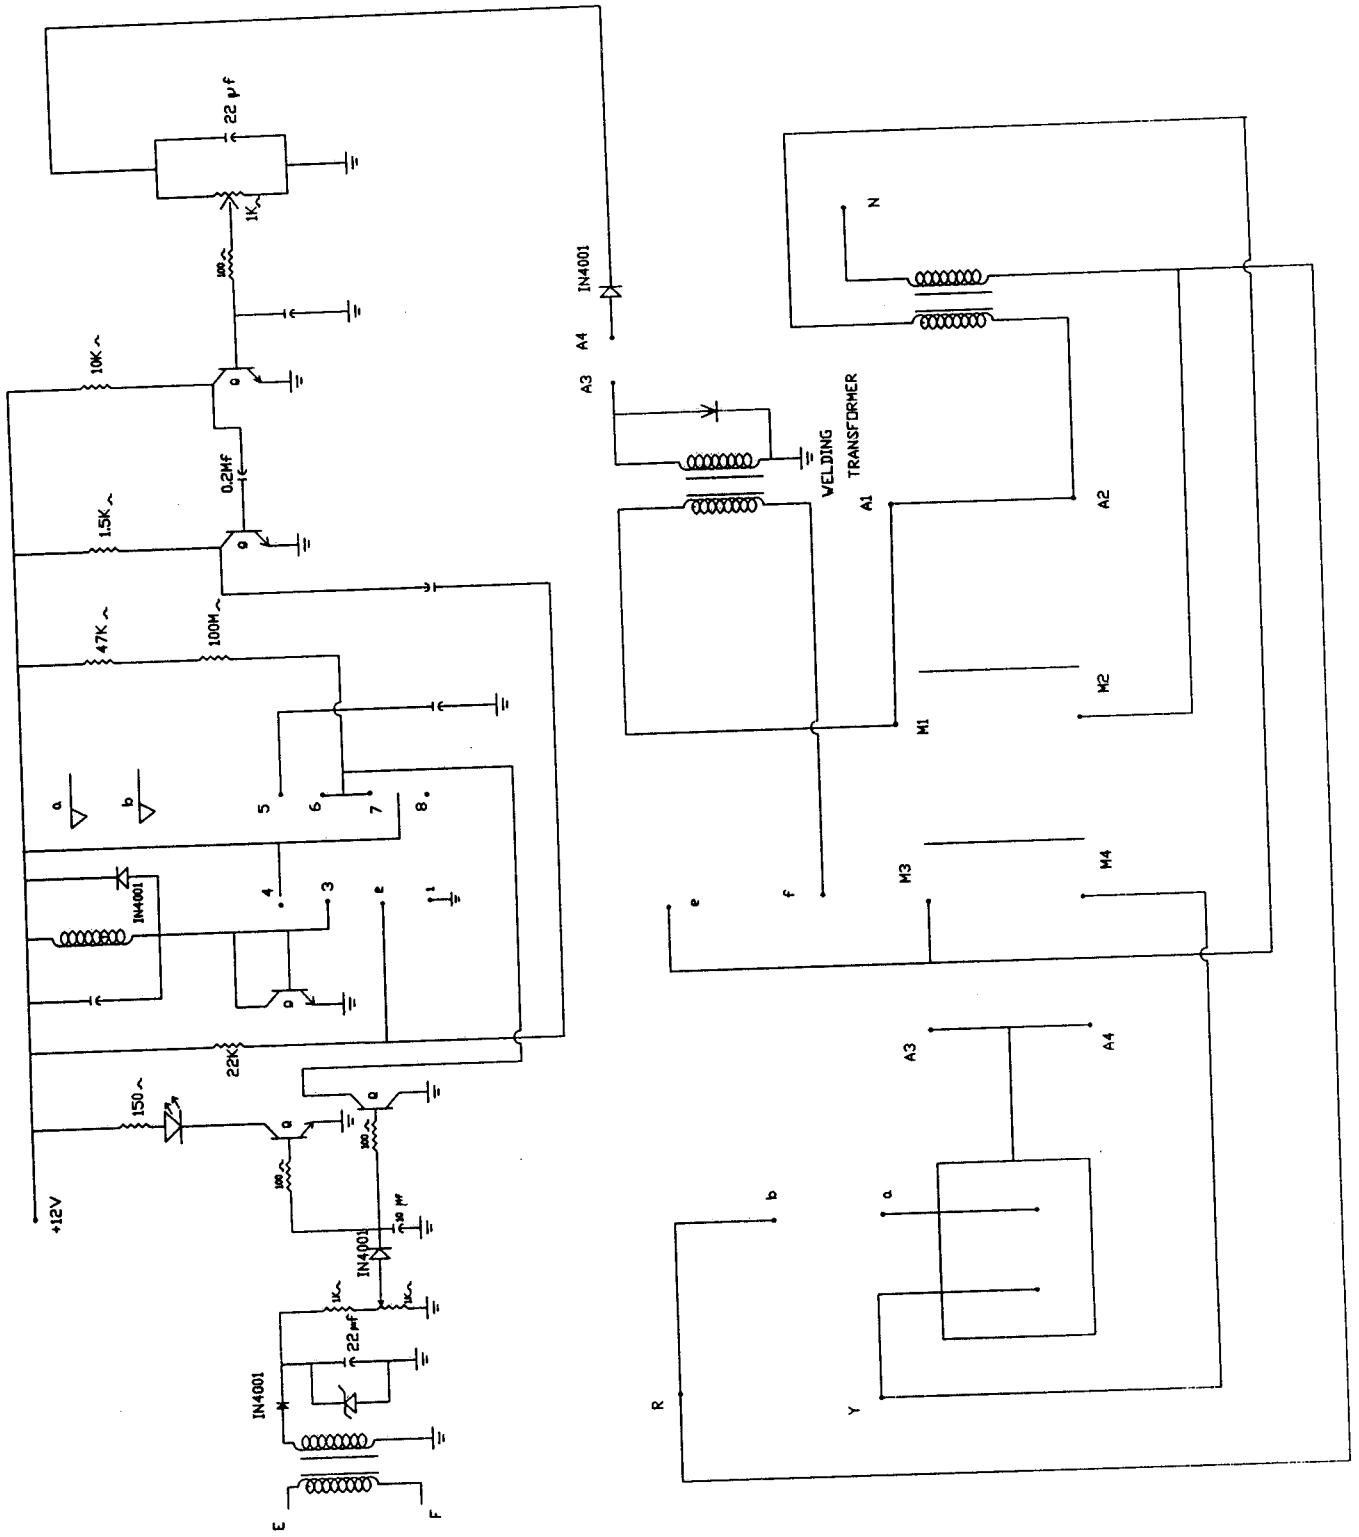 22 µf
1K~
100~
10K ~
0.2Mf
Q
1.5K ~
Q
47K ~
100M~
a
b
5
6
7
8
IN4001
4
3
2
1
Q
22K
150~
Q
Q
100~
100~
+12V
10 µf
IN4001
1K~
1K~
22µf
IN4001
E
F
IN4001
A4
A3
WELDING
TRANSFORMER
N
A1
A2
M1
M2
e
f
M3
M4
A3
A4
b
a
R
Y